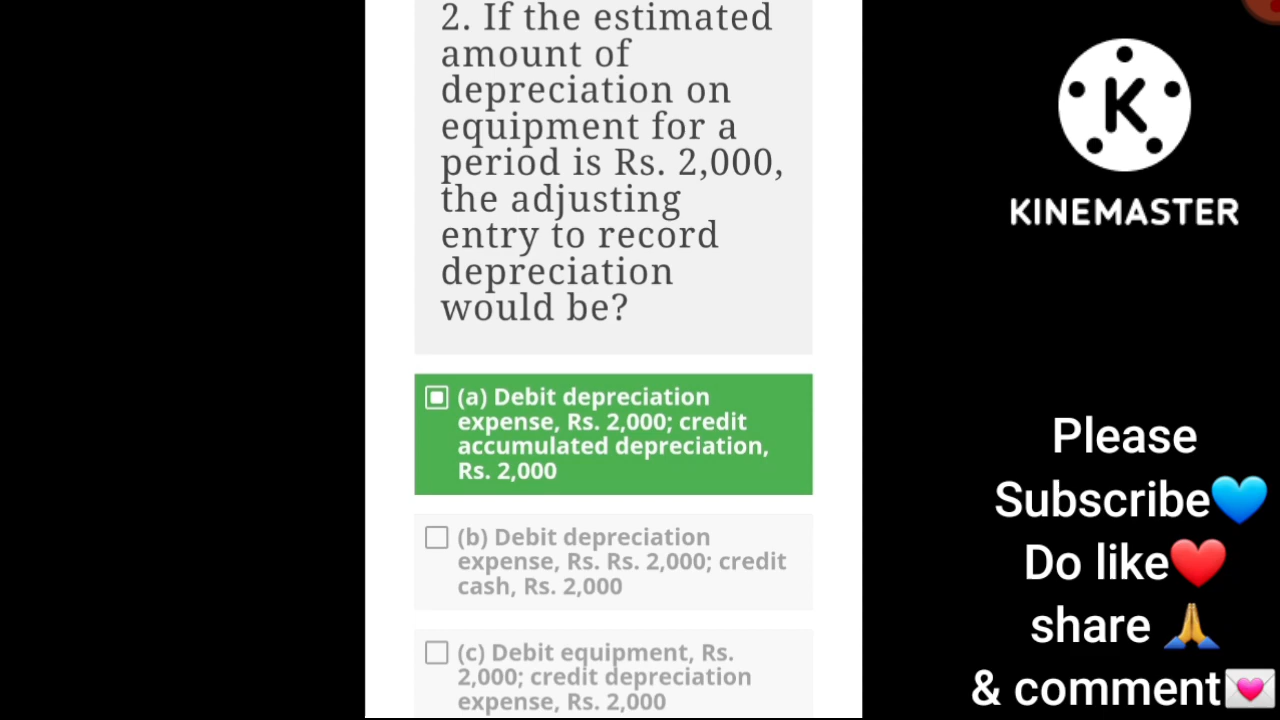 2. If the estimated
amount of
depreciation on
equipment for a
period is Rs. 2,000,
the adjusting
entry to record
depreciation
would be?
(a) Debit depreciation
expense, Rs. 2,000; credit
accumulated depreciation,
Rs. 2,000
(b) Debit depreciation
expense, Rs. Rs. 2,000; credit
cash, Rs. 2,000
(c) Debit equipment, Rs.
2,000; credit depreciation
expense, Rs. 2,000
K
KINEMASTER
Please
Subscribe💙
Do like❤️
share 🙏
& comment💌